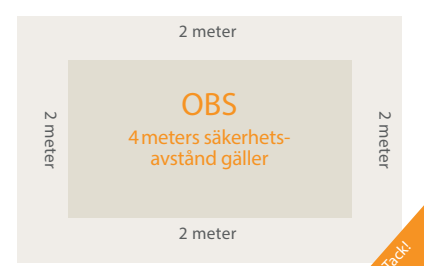 2 meter
OBS
4 meters säkerhets-
avstånd gäller
2 meter
2 meter
2 meter
Tack!